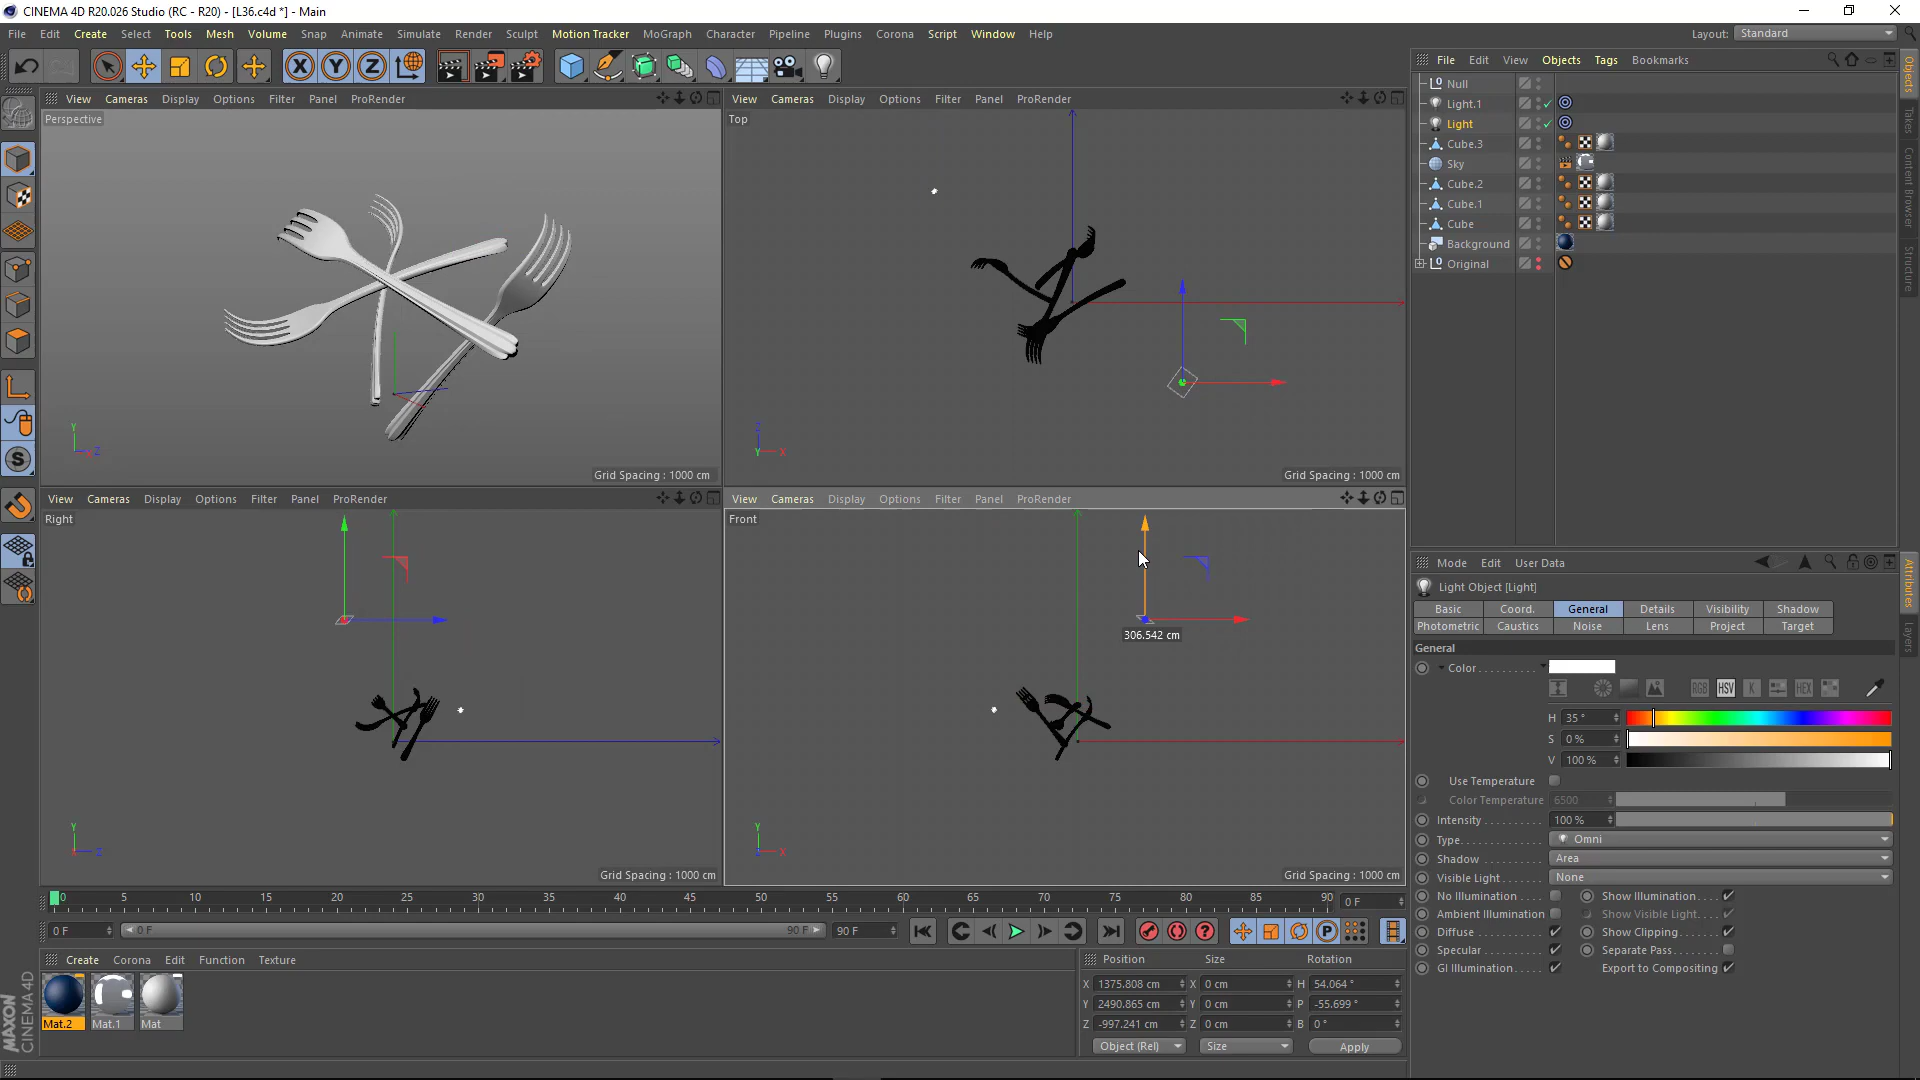 CINEMA 4D R20.026 Studio (RC - R20) - [L36.c4d *] - Main
File Edit Create Select Tools Mesh Volume Snap Animate Simulate Render Sculpt Motion Tracker MoGraph Character Pipeline Plugins Corona Script Window Help
Layout: Standard
View Cameras Display Options Filter Panel ProRender
Perspective
Grid Spacing : 1000 cm
View Cameras Display Options Filter Panel ProRender
Top
Grid Spacing : 1000 cm
View Cameras Display Options Filter Panel ProRender
Right
Grid Spacing : 1000 cm
View Cameras Display Options Filter Panel ProRender
Front
306.542 cm
Grid Spacing : 1000 cm
File Edit View Objects Tags Bookmarks
Null
Light.1
Light
Cube.3
Sky
Cube.2
Cube.1
Cube
Background
Original
Objects
Takes
Content Browser
Structure
Mode Edit User Data
Light Object [Light]
Basic Coord. General Details Visibility Shadow
Photometric Caustics Noise Lens Project Target
General
Color
RGB HSV K HEX
H 35 °
S 0 %
V 100 %
Use Temperature
Color Temperature 6500
Intensity 100 %
Type Omni
Shadow Area
Visible Light None
No Illumination Show Illumination
Ambient Illumination Show Visible Light
Diffuse Show Clipping
Specular Separate Pass
GI Illumination Export to Compositing
Attributes
Layers
0 5 10 15 20 25 30 35 40 45 50 55 60 65 70 75 80 85 90 0 F
0 F 0 F 90 F 90 F
Create Corona Edit Function Texture
Mat.2 Mat.1 Mat
Position Size Rotation
X 1375.808 cm X 0 cm H 54.064 °
Y 2490.865 cm Y 0 cm P -55.699 °
Z -997.241 cm Z 0 cm B 0 °
Object (Rel) Size Apply
MAXON
CINEMA 4D